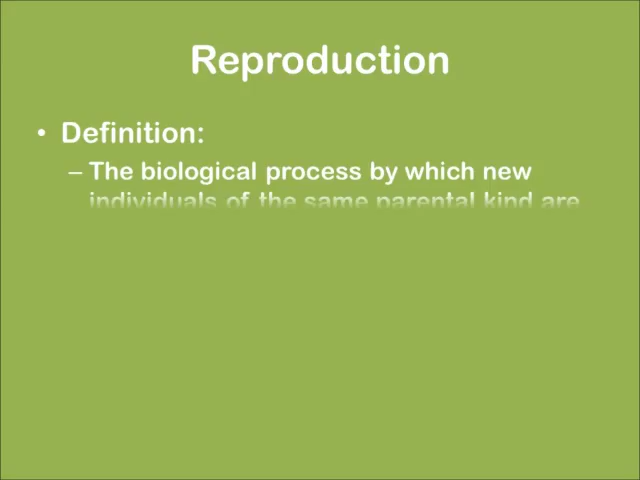 Reproduction
• Definition:
– The biological process by which new
individuals of the same parental kind are